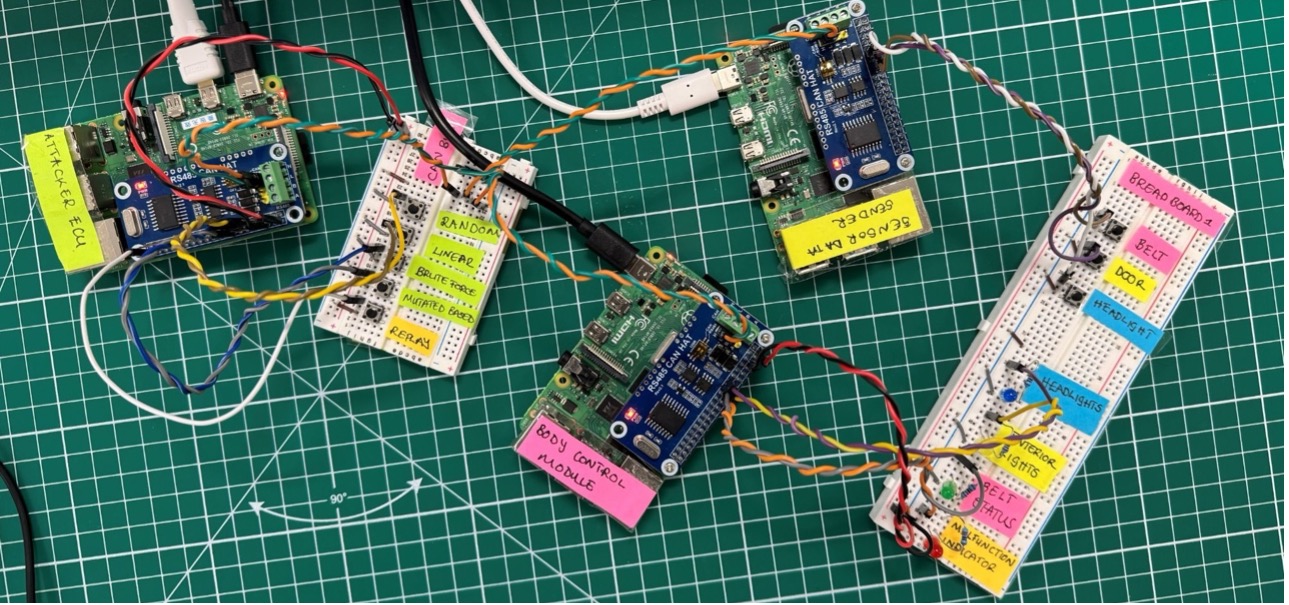 ATTACKER ECU
RS485 CAN HAT
RANDOM
LINEAR
BRUTE FORCE
MUTATED BASED
REPLAY
HDMI
RS485 CAN HAT
BODY CONTROL
MODULE
HDMI
RS485 CAN HAT
SENSOR DATA
SENDER
BREAD BOARD 1
BELT
DOOR
HEADLIGHT
HEADLIGHTS
INTERIOR
LIGHTS
BELT
STATUS
MALFUNCTION
INDICATOR
90°